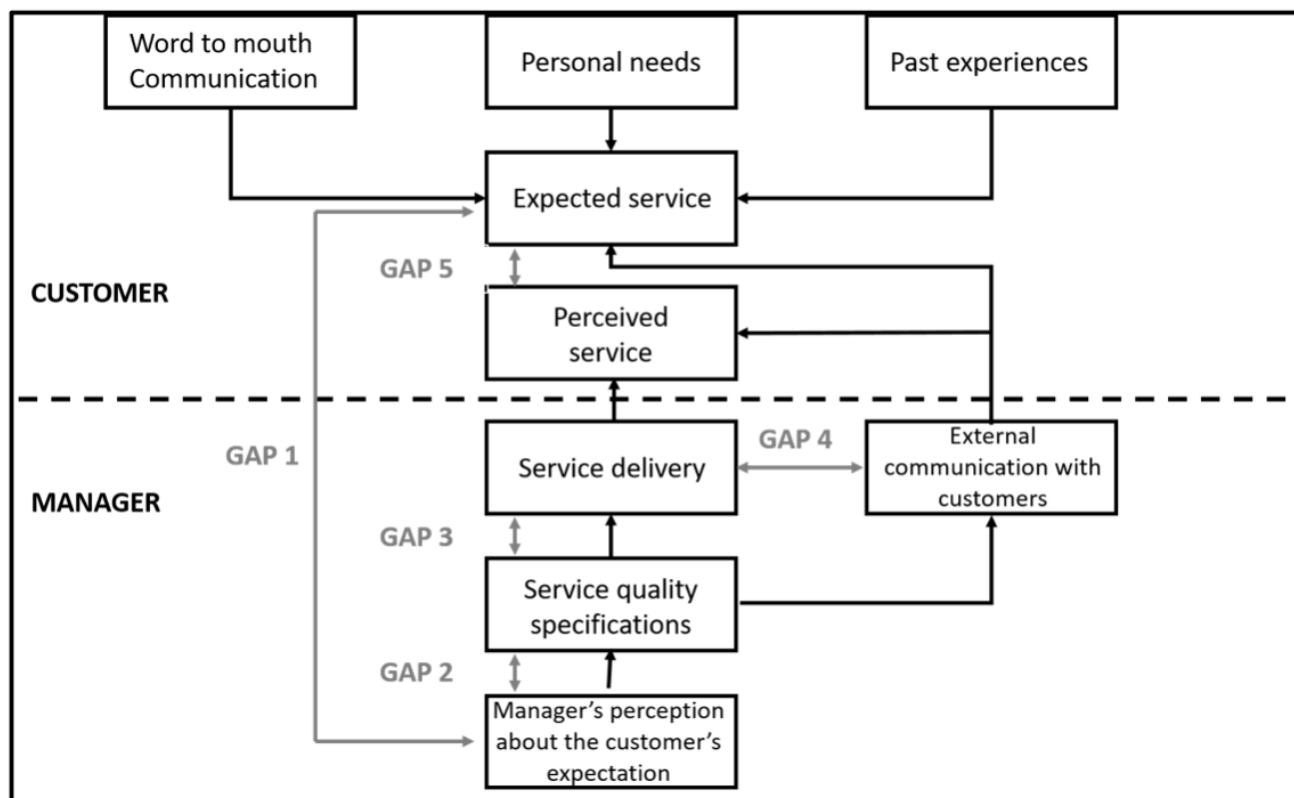 Word to mouth
Communication
Personal needs
Past experiences
Expected service
GAP 5
CUSTOMER
Perceived
service
GAP 1
MANAGER
Service delivery
GAP 4
External
communication with
customers
GAP 3
Service quality
specifications
GAP 2
Manager’s perception
about the customer’s
expectation